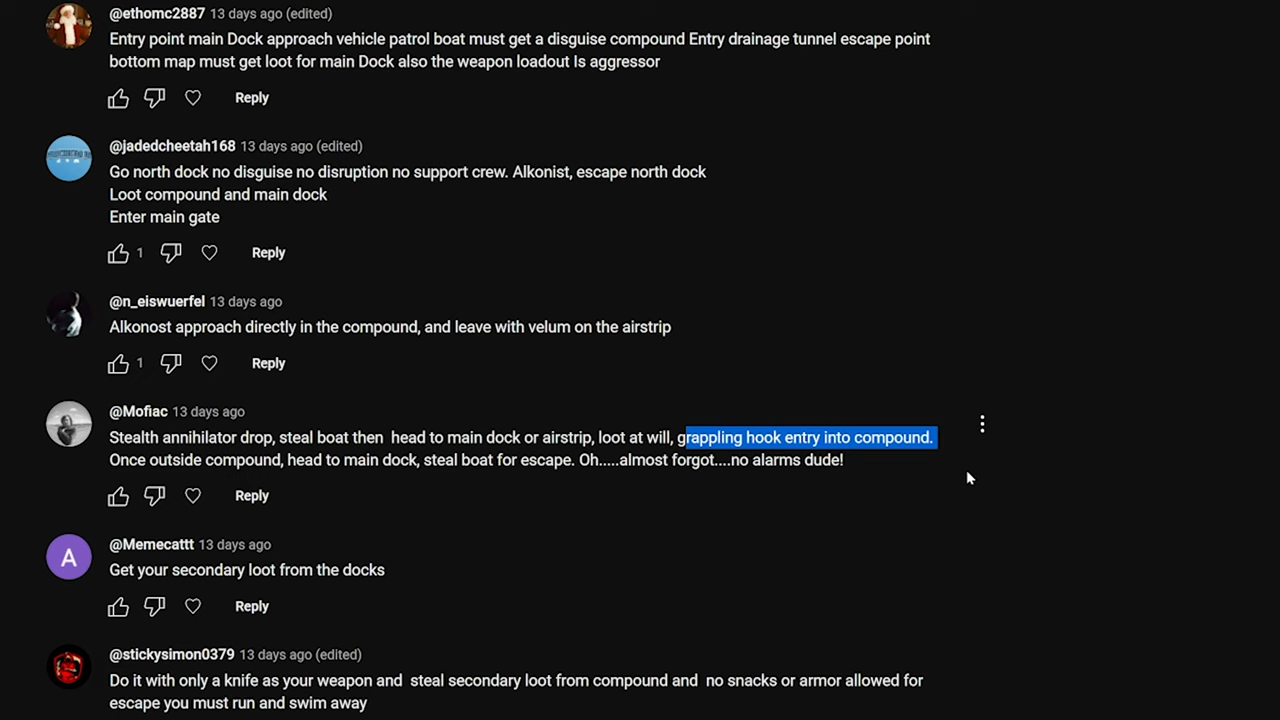 @ethomc2887 13 days ago (edited)
Entry point main Dock approach vehicle patrol boat must get a disguise compound Entry drainage tunnel escape point
bottom map must get loot for main Dock also the weapon loadout Is aggressor
Reply
@jadedcheetah168 13 days ago (edited)
Go north dock no disguise no disruption no support crew. Alkonist, escape north dock
Loot compound and main dock
Enter main gate
1 Reply
@n_eiswuerfel 13 days ago
Alkonost approach directly in the compound, and leave with velum on the airstrip
1 Reply
@Mofiac 13 days ago
Stealth annihilator drop, steal boat then head to main dock or airstrip, loot at will, grappling hook entry into compound.
Once outside compound, head to main dock, steal boat for escape. Oh.....almost forgot....no alarms dude!
Reply
A
@Memecattt 13 days ago
Get your secondary loot from the docks
Reply
@stickysimon0379 13 days ago (edited)
Do it with only a knife as your weapon and steal secondary loot from compound and no snacks or armor allowed for
escape you must run and swim away